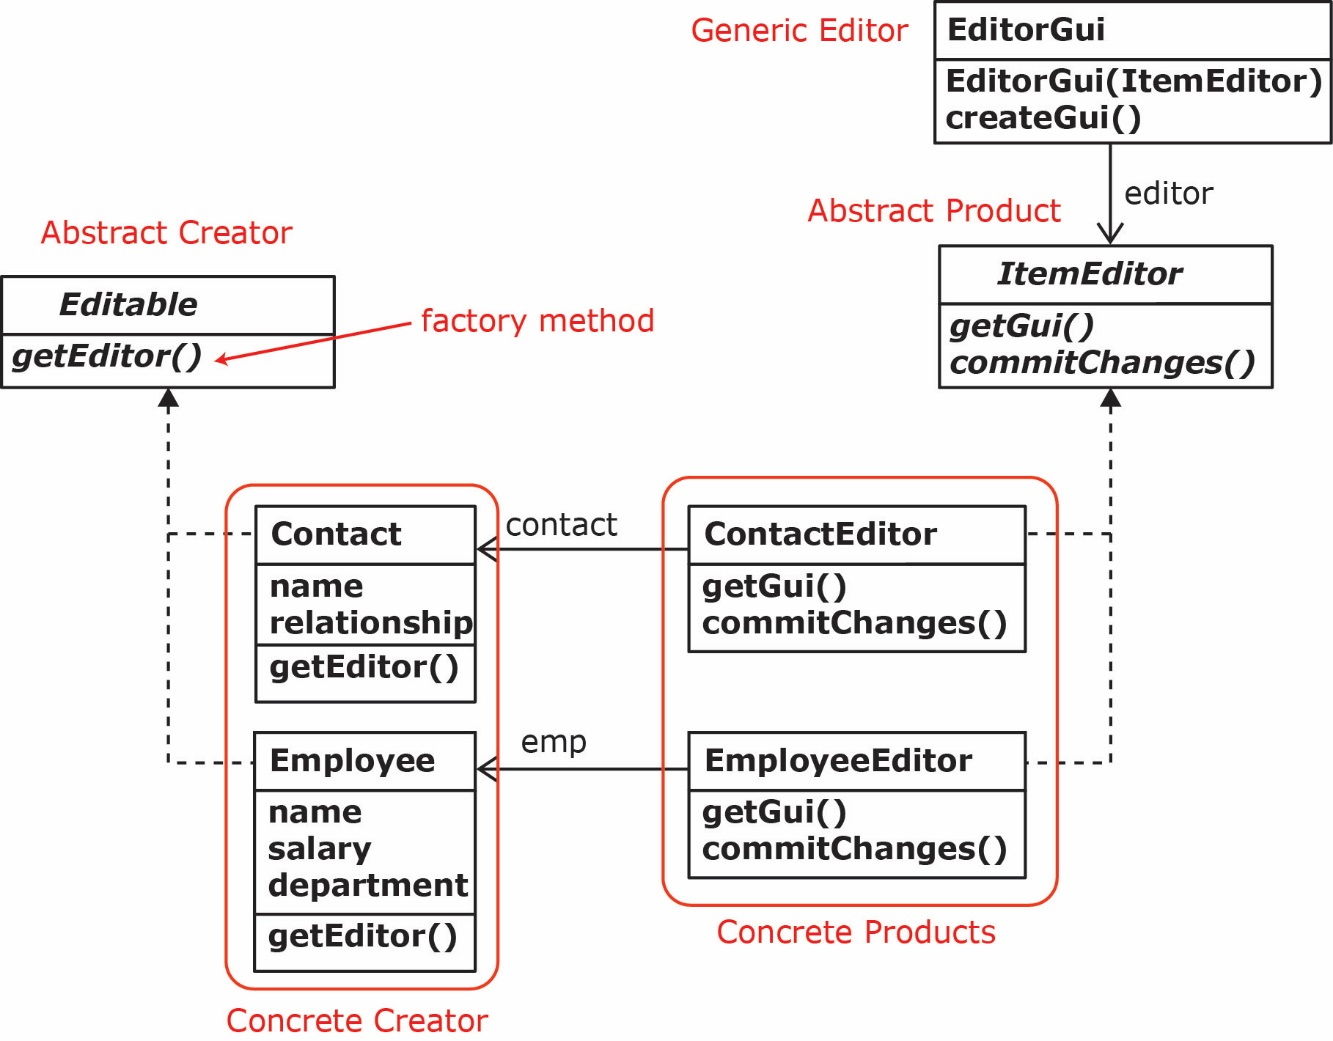 Generic Editor
EditorGui
EditorGui(ItemEditor)
createGui()
editor
Abstract Product
ItemEditor
getGui()
commitChanges()
Abstract Creator
Editable
getEditor()
factory method
Contact
name
relationship
getEditor()
contact
ContactEditor
getGui()
commitChanges()
Employee
name
salary
department
getEditor()
emp
EmployeeEditor
getGui()
commitChanges()
Concrete Products
Concrete Creator